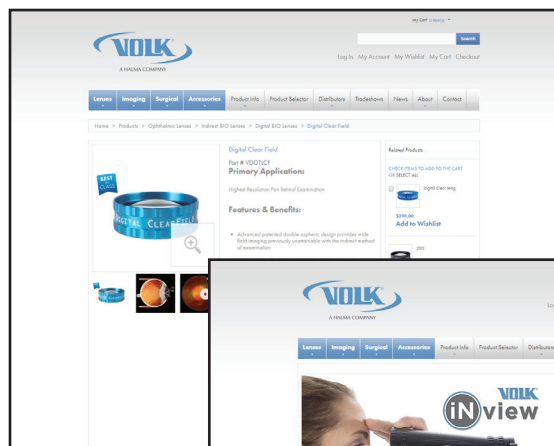 My Cart
Search
VOLK
A HALMA COMPANY
Log In My Account My Wishlist My Cart Checkout
Lenses Imaging Surgical Accessories Product Info Product Selector Distributors Tradeshows News About Contact
Home > Products > Ophthalmic Lenses > Indirect BIO Lenses > Digital BIO Lenses > Digital Clear Field
Digital Clear Field
Part # VDGTLCF
Primary Application:
Highest Resolution Pan Retinal Examination
Features & Benefits:
• Advanced patented double aspheric design provides wide
field imaging previously unattainable with the indirect method
of examination
BEST
CLASS
DIGITAL CLEARFIELD
Related Products
CHECK ITEMS TO ADD TO THE CART
OR SELECT ALL
Digital Clear Mag
Add to Wishlist
VOLK
A HALMA COMPANY
Lenses Imaging Surgical Accessories Product Info Product Selector Distributors
VOLK
iNview